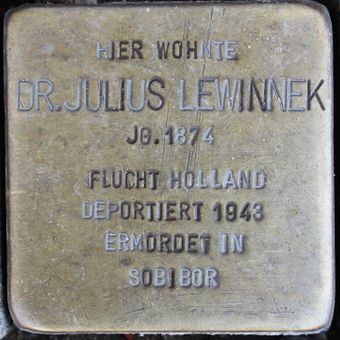 HIER WOHNTE
DR. JULIUS LEWINNEK
JG. 1874
FLUCHT HOLLAND
DEPORTIERT 1943
ERMORDET IN
SOBIBOR